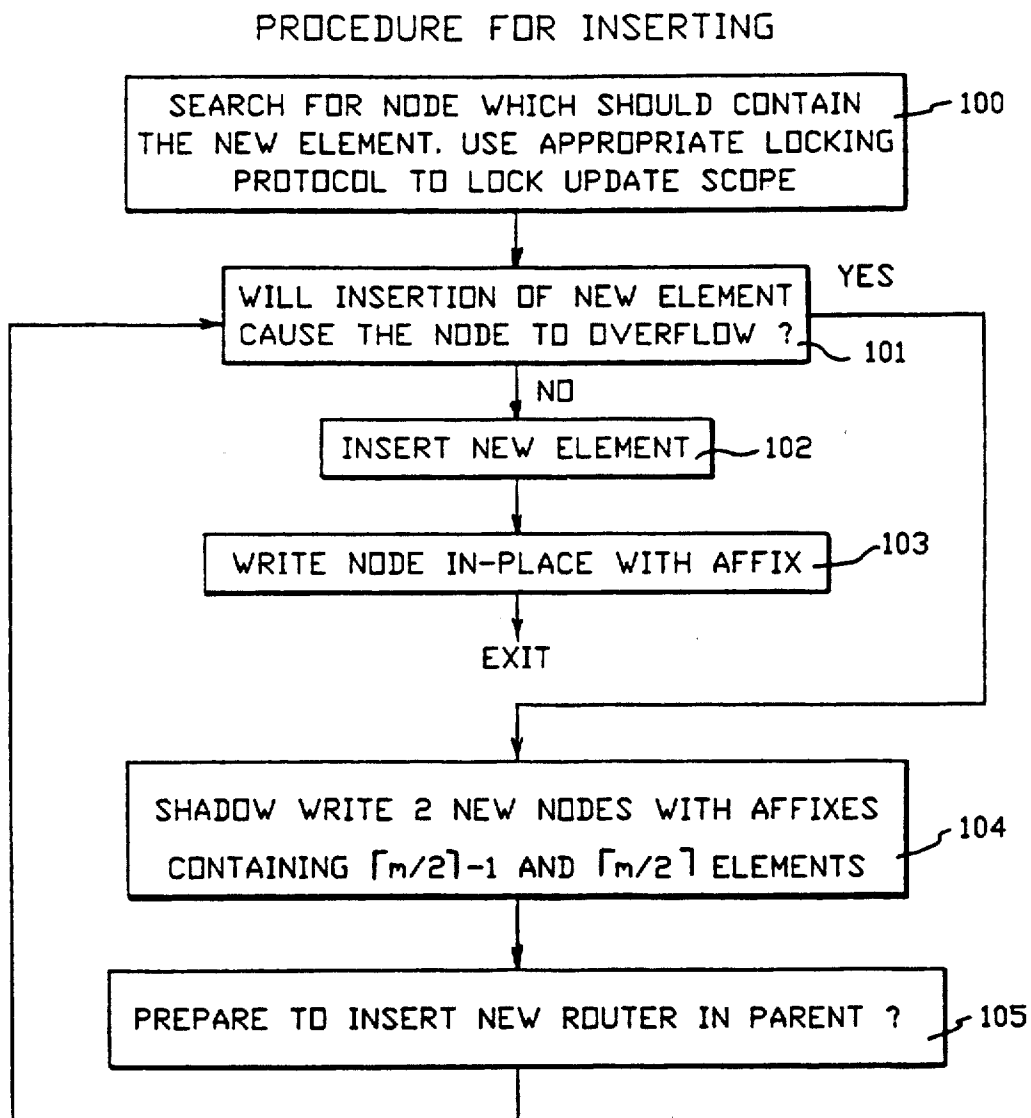 PROCEDURE FOR INSERTING
SEARCH FOR NODE WHICH SHOULD CONTAIN
THE NEW ELEMENT. USE APPROPRIATE LOCKING
PROTOCOL TO LOCK UPDATE SCOPE
100
WILL INSERTION OF NEW ELEMENT
CAUSE THE NODE TO OVERFLOW ?
YES
101
NO
INSERT NEW ELEMENT
102
WRITE NODE IN-PLACE WITH AFFIX
103
EXIT
SHADOW WRITE 2 NEW NODES WITH AFFIXES
CONTAINING ⌈m/2⌉-1 AND ⌈m/2⌉ ELEMENTS
104
PREPARE TO INSERT NEW ROUTER IN PARENT ?
105